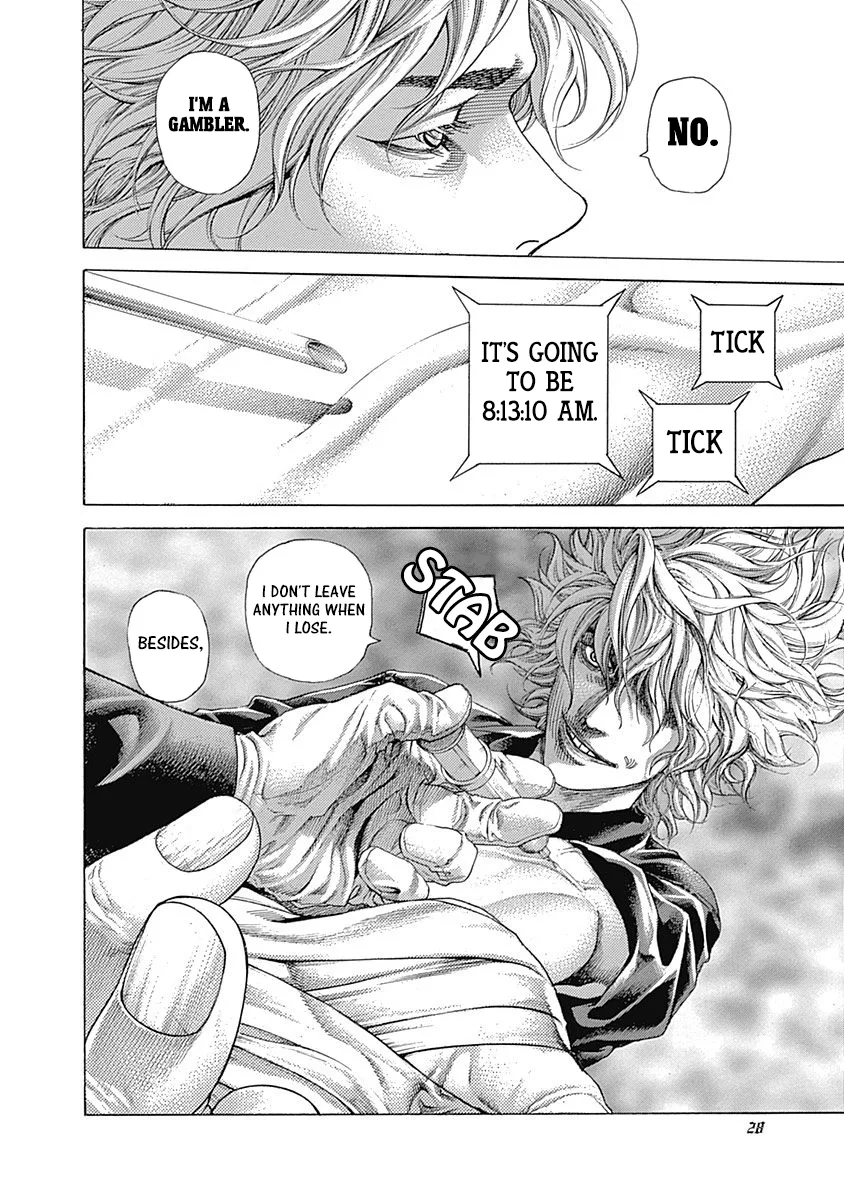 NO.
I'M A
GAMBLER.
TICK
TICK
IT'S GOING
TO BE
8:13:10 AM.
STAB
I DON'T LEAVE
ANYTHING WHEN
I LOSE.
BESIDES,
28